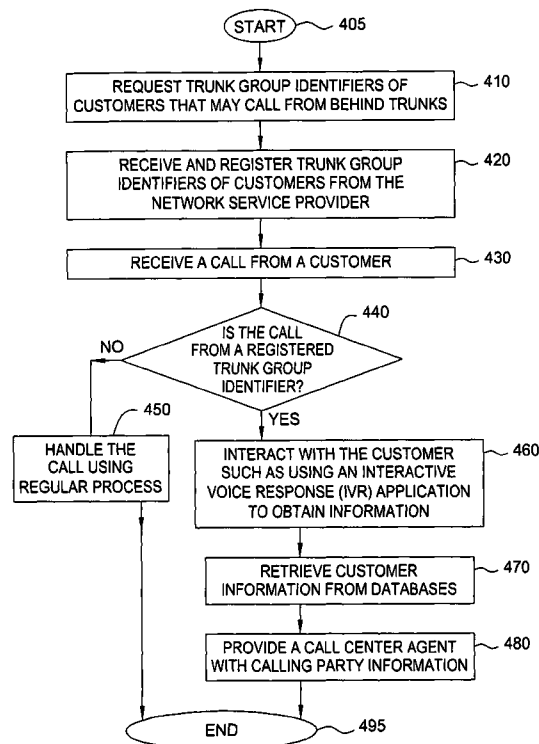 START
405
REQUEST TRUNK GROUP IDENTIFIERS OF
CUSTOMERS THAT MAY CALL FROM BEHIND TRUNKS
410
RECEIVE AND REGISTER TRUNK GROUP
IDENTIFIERS OF CUSTOMERS FROM THE
NETWORK SERVICE PROVIDER
420
RECEIVE A CALL FROM A CUSTOMER
430
IS THE CALL
FROM A REGISTERED
TRUNK GROUP
IDENTIFIER?
440
NO
YES
HANDLE THE
CALL USING
REGULAR PROCESS
450
INTERACT WITH THE CUSTOMER
SUCH AS USING AN INTERACTIVE
VOICE RESPONSE (IVR) APPLICATION
TO OBTAIN INFORMATION
460
RETRIEVE CUSTOMER
INFORMATION FROM DATABASES
470
PROVIDE A CALL CENTER AGENT
WITH CALLING PARTY INFORMATION
480
END
495